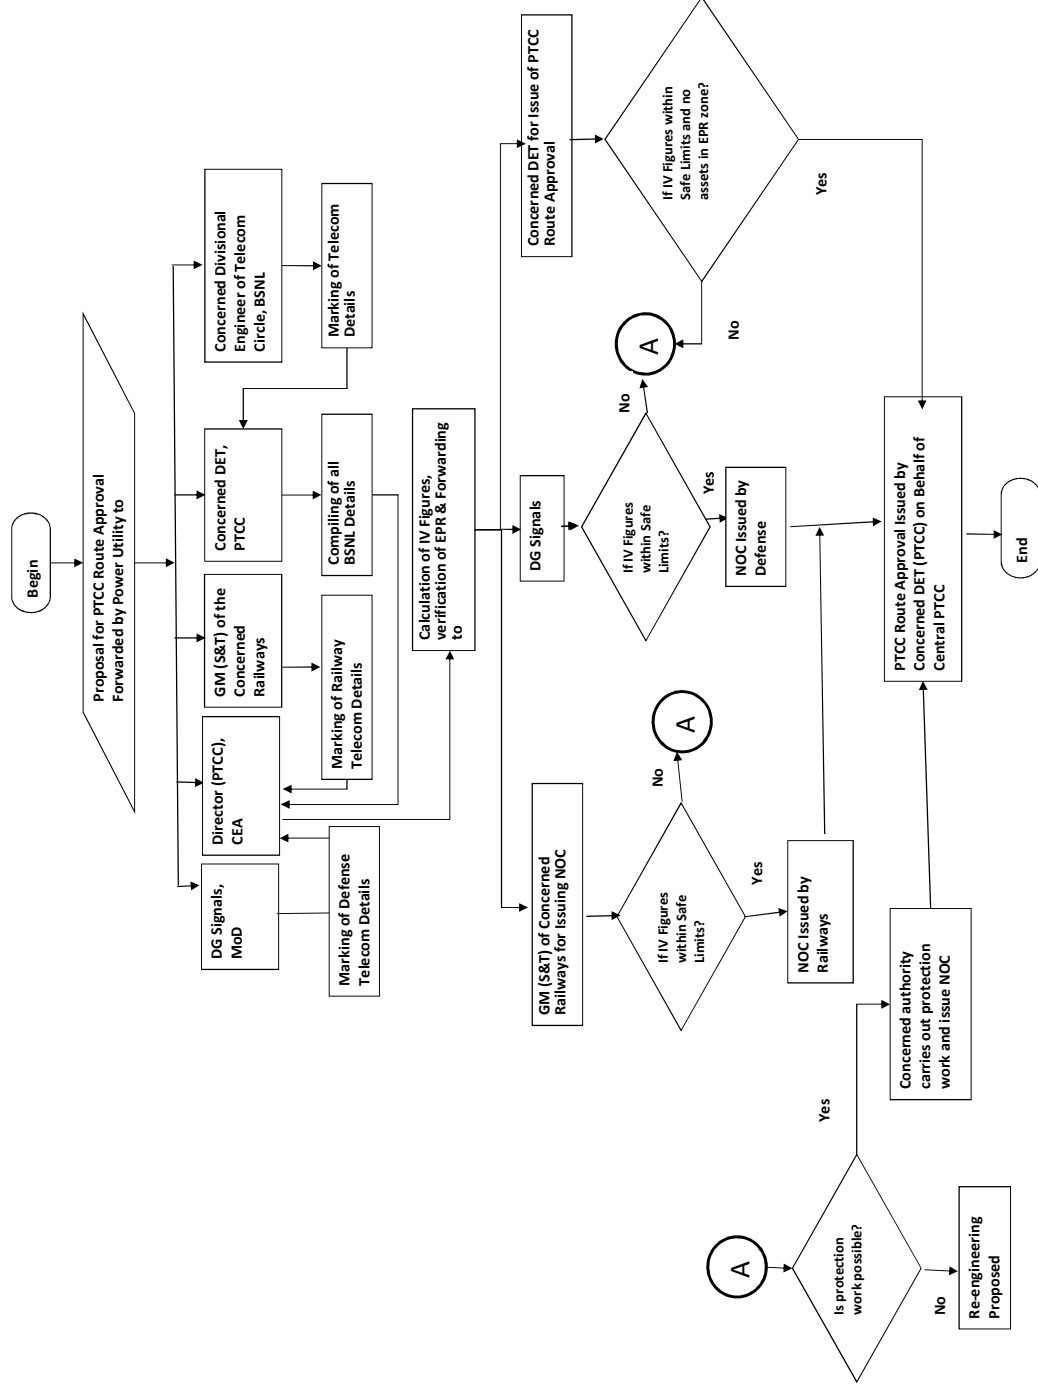 Begin
Proposal for PTCC Route Approval
Forwarded by Power Utility to
DG Signals,
MoD
Director (PTCC),
CEA
GM (S&T) of the
Concerned
Railways
Concerned DET,
PTCC
Concerned Divisional
Engineer of Telecom
Circle, BSNL
Marking of Defense
Telecom Details
Marking of Railway
Telecom Details
Compiling of all
BSNL Details
Marking of Telecom
Details
Calculation of IV Figures,
verification of EPR & Forwarding
to
GM (S&T) of Concerned
Railways for Issuing NOC
DG Signals
Concerned DET for Issue of PTCC
Route Approval
If IV Figures
within Safe
Limits?
No
A
Yes
NOC Issued by
Railways
If IV Figures
within Safe
Limits?
No
A
Yes
NOC Issued by
Defense
If IV Figures within
Safe Limits and no
assets in EPR zone?
No
Yes
A
Is protection
work possible?
Yes
No
Re-engineering
Proposed
Concerned authority
carries out protection
work and issue NOC
PTCC Route Approval Issued by
Concerned DET (PTCC) on Behalf of
Central PTCC
End